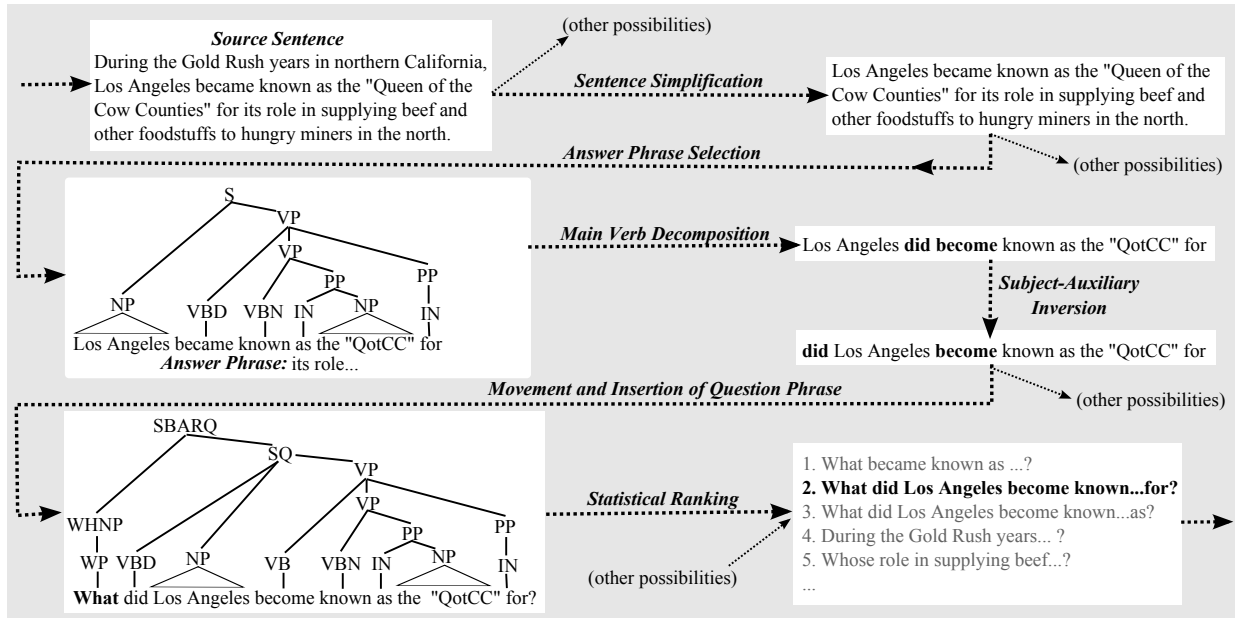 Source Sentence
During the Gold Rush years in northern California,
Los Angeles became known as the "Queen of the
Cow Counties" for its role in supplying beef and
other foodstuffs to hungry miners in the north.
(other possibilities)
Sentence Simplification
Los Angeles became known as the "Queen of the
Cow Counties" for its role in supplying beef and
other foodstuffs to hungry miners in the north.
Answer Phrase Selection
(other possibilities)
S
VP
VP
PP
PP
NP
VBD
VBN
IN
NP
IN
Los Angeles became known as the "QotCC" for
Answer Phrase: its role...
Main Verb Decomposition
Los Angeles did become known as the "QotCC" for
Subject-Auxiliary
Inversion
did Los Angeles become known as the "QotCC" for
Movement and Insertion of Question Phrase
(other possibilities)
SBARQ
SQ
VP
VP
WHNP
PP
PP
WP
VBD
NP
VB
VBN
IN
NP
IN
What did Los Angeles become known as the "QotCC" for?
Statistical Ranking
(other possibilities)
1. What became known as ...?
2. What did Los Angeles become known...for?
3. What did Los Angeles become known...as?
4. During the Gold Rush years... ?
5. Whose role in supplying beef...?
...